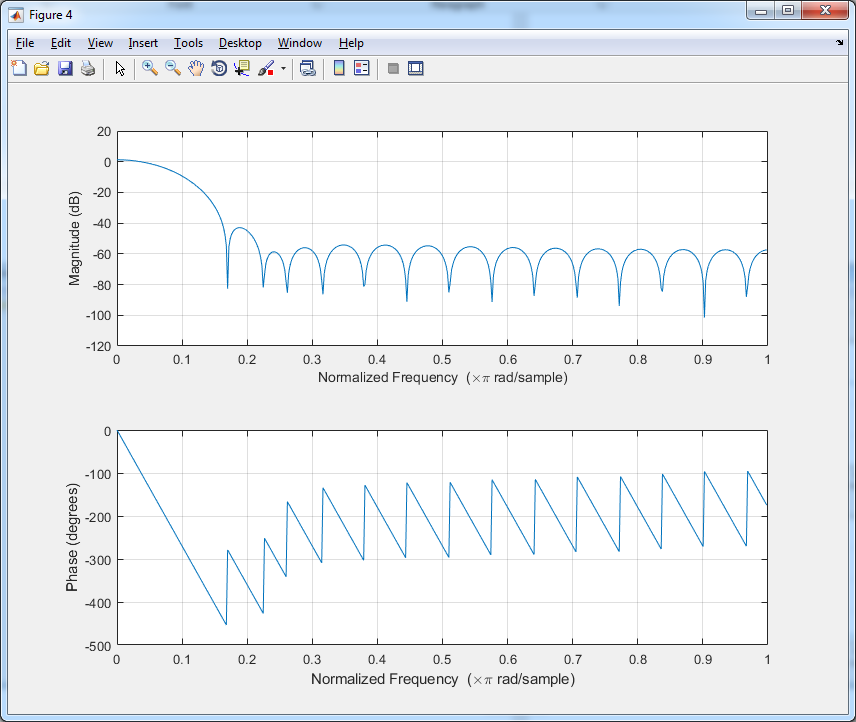 Figure 4
File Edit View Insert Tools Desktop Window Help
20
0
-20
-40
-60
-80
-100
-120
Magnitude (dB)
0 0.1 0.2 0.3 0.4 0.5 0.6 0.7 0.8 0.9 1
Normalized Frequency (×π rad/sample)
0
-100
-200
-300
-400
-500
Phase (degrees)
0 0.1 0.2 0.3 0.4 0.5 0.6 0.7 0.8 0.9 1
Normalized Frequency (×π rad/sample)